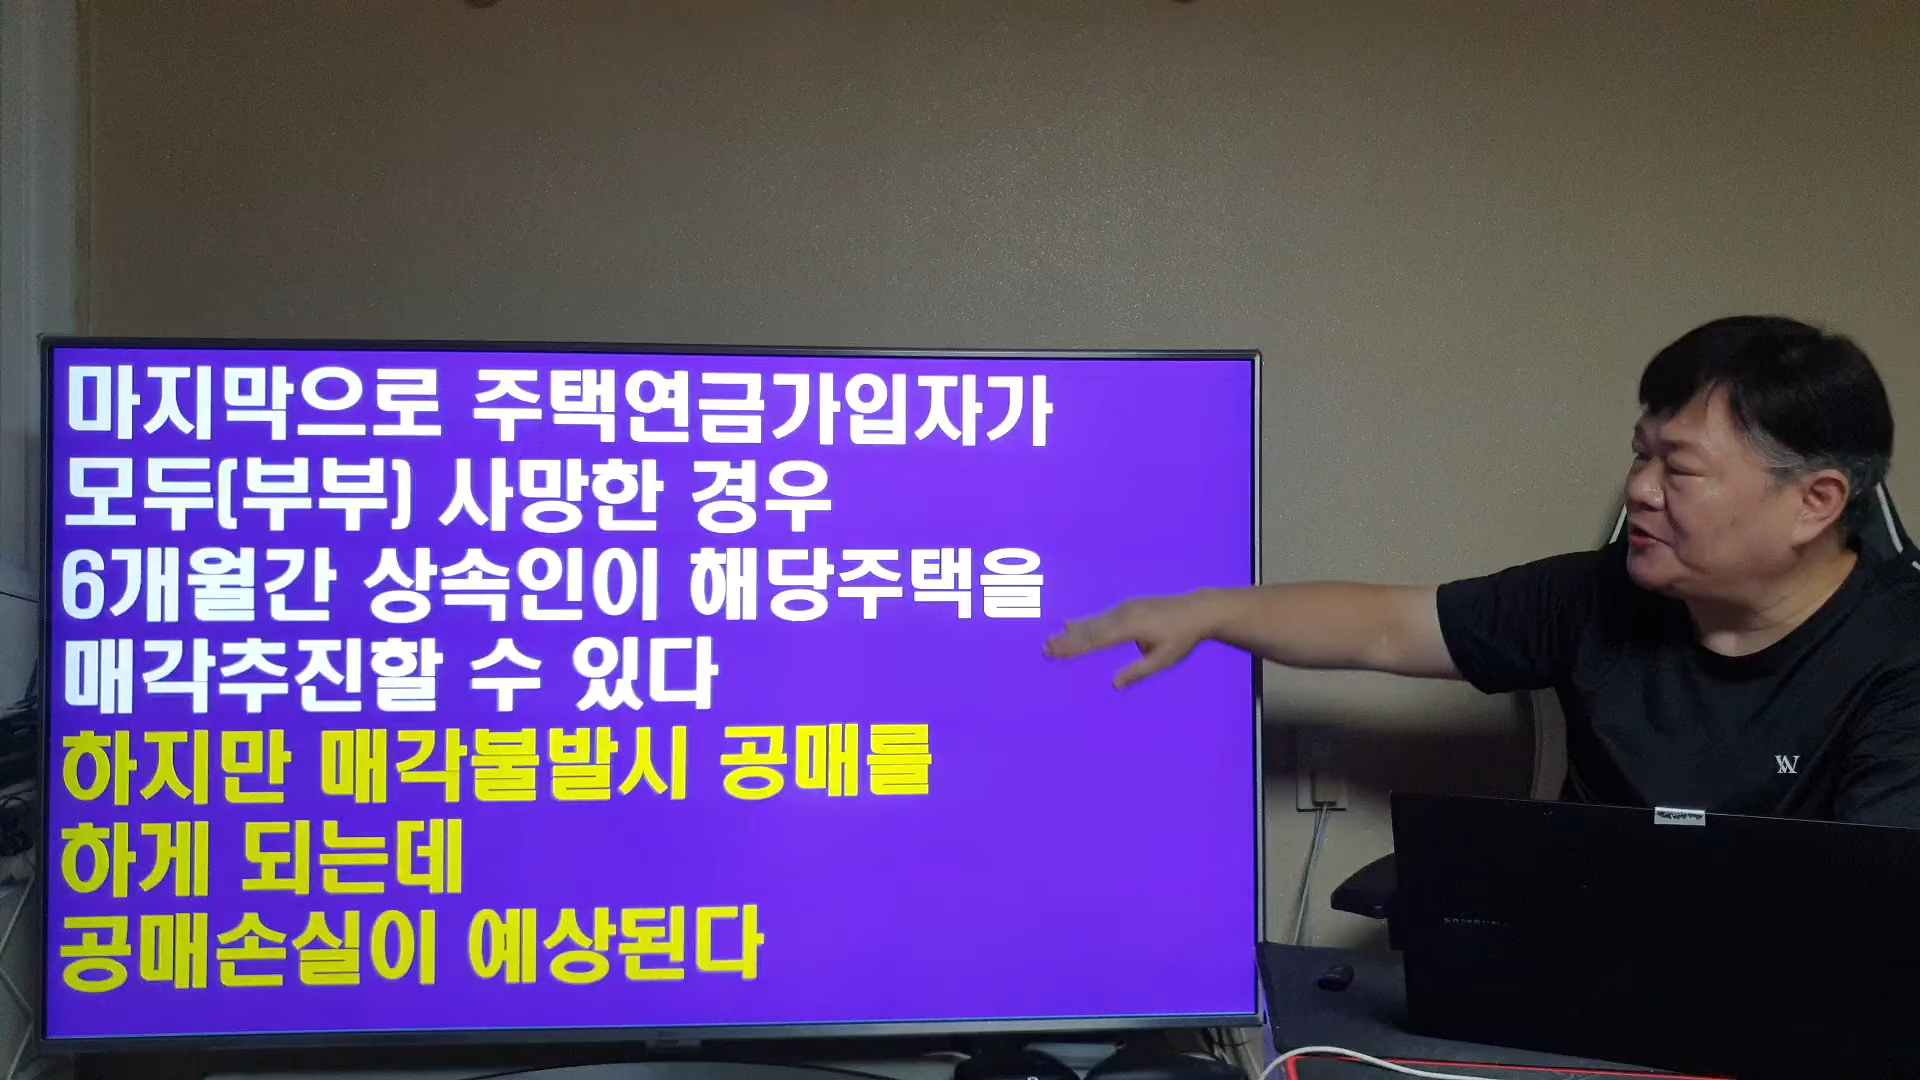 마지막으로 주택연금가입자가
모두(부부) 사망한 경우
6개월간 상속인이 해당주택을
매각추진할 수 있다
하지만 매각불발시 공매를
하게 되는데
공매손실이 예상된다
SAMSUNG